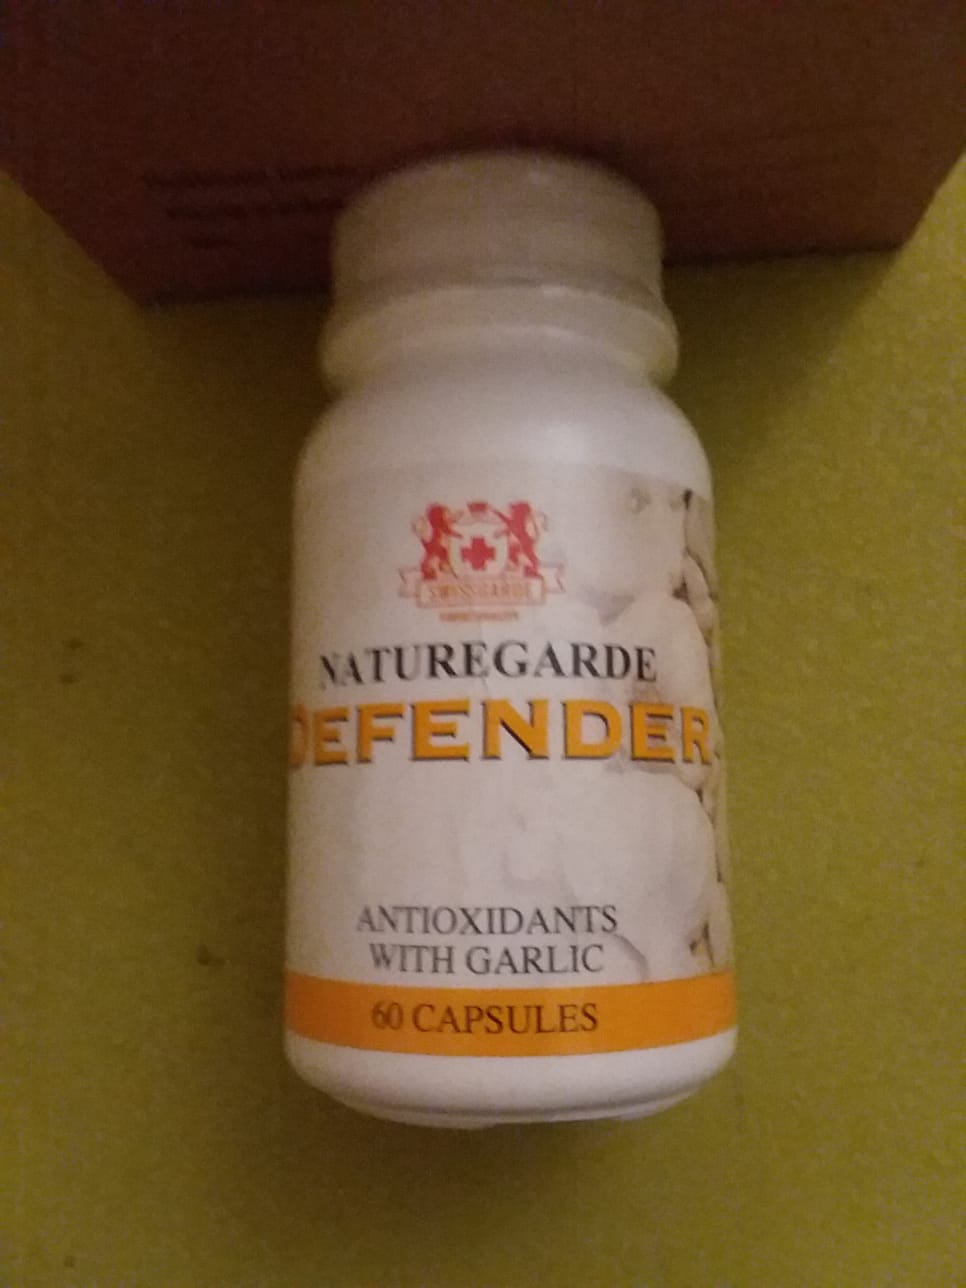 SWISSGARDE
NATUREGARDE
DEFENDER
ANTIOXIDANTS
WITH GARLIC
60 CAPSULES